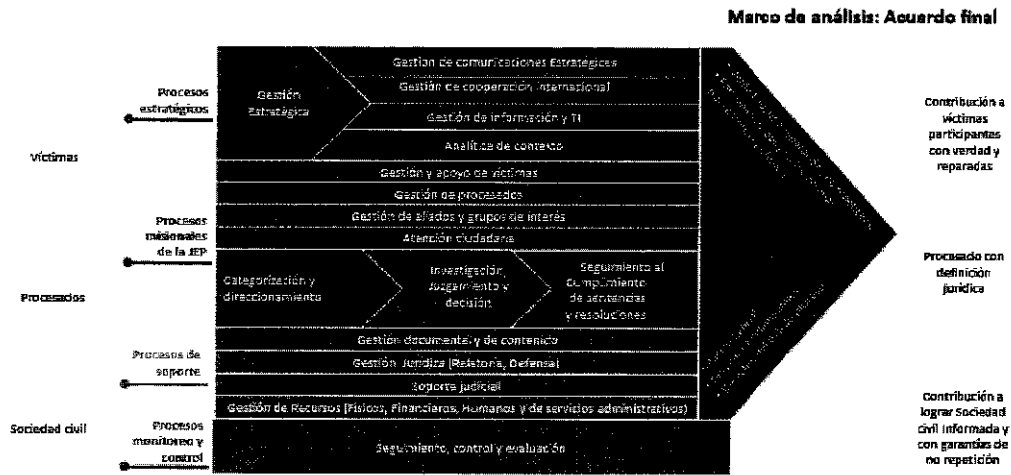 Marco de análisis: Acuerdo final
Procesos
estratégicos
Gestión
Estratégica
Gestión de comunicaciones Estratégicas
Gestión de cooperación internacional
Gestión de información y TI
Analítica de contexto
Víctimas
Contribución a
víctimas
participantes
con verdad y
reparadas
Gestión y apoyo de víctimas
Gestión de procesados
Gestión de aliados y grupos de interés
Atención ciudadana
Procesos
misionales
de la JEP
Categorización y
direccionamiento
Investigación,
Juzgamiento y
decisión
Seguimiento al
Cumplimiento
de sentencias
y resoluciones
Procesados
Procesado con
definición
jurídica
Procesos de
soporte
Gestión documental y de contenido
Gestión Jurídica (Relatoría, Defensa)
Soporte judicial
Gestión de Recursos (Físicos, Financieros, Humanos y de servicios administrativos)
Sociedad civil
Procesos
monitoreo y
control
Seguimiento, control y evaluación
Contribución a
lograr Sociedad
civil informada y
con garantías de
no repetición